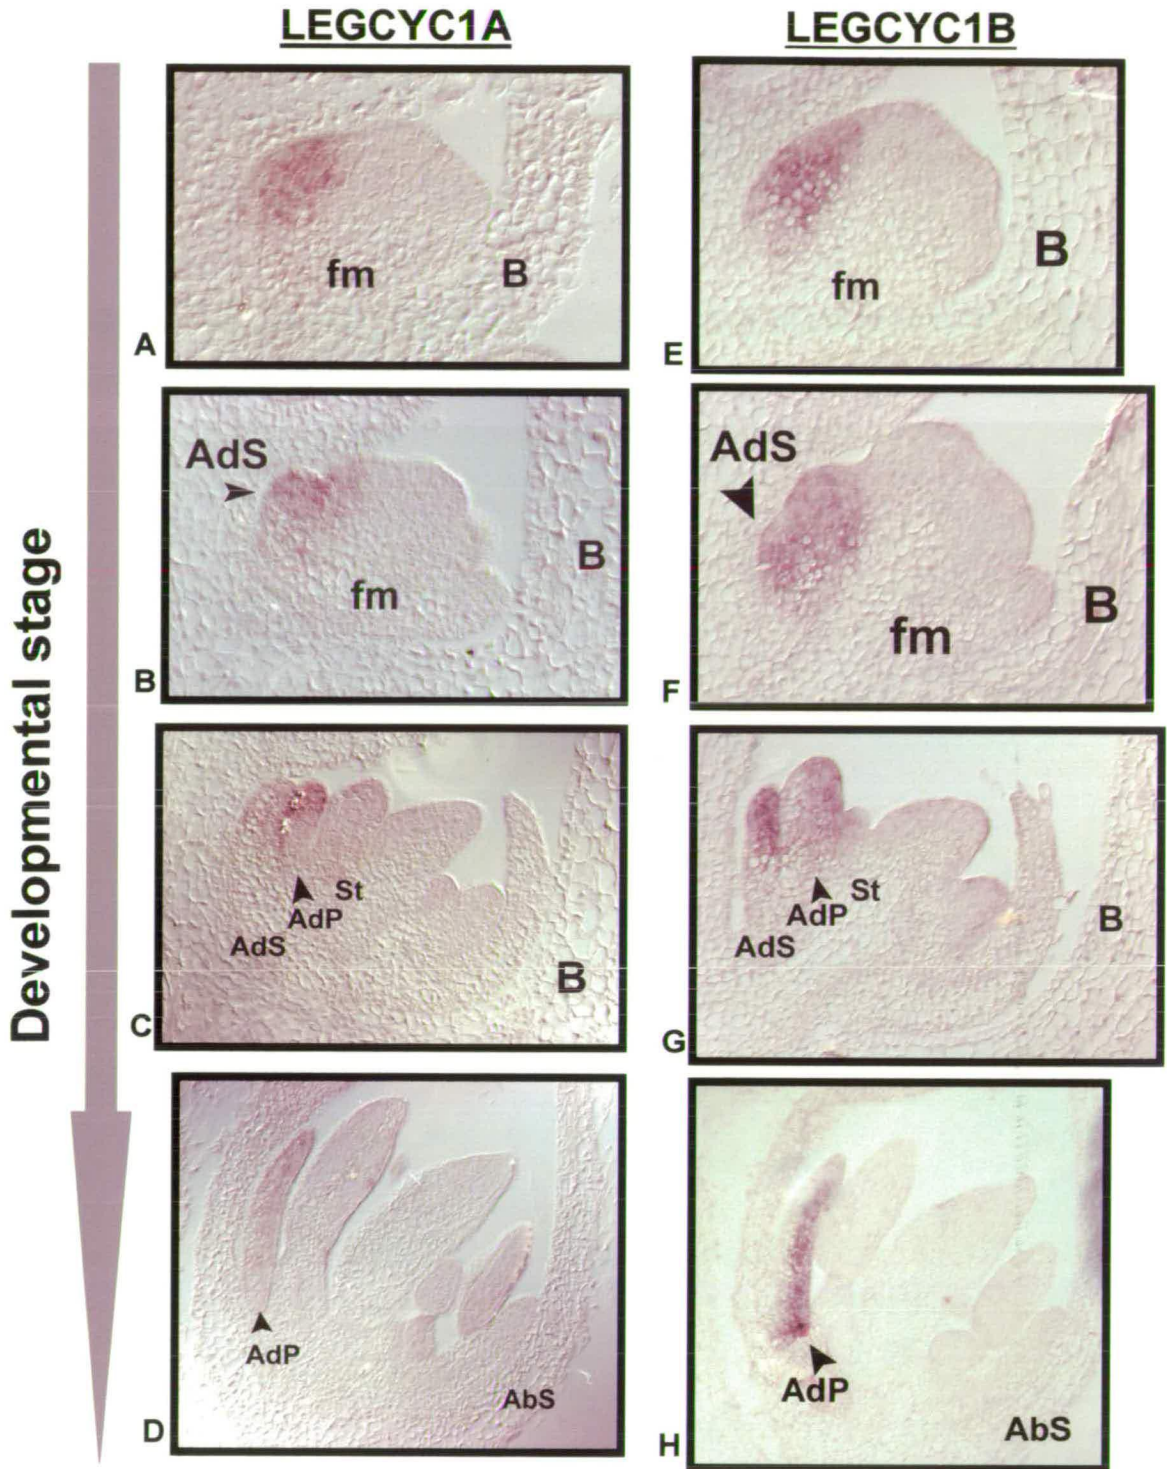 LEGCYC1A
LEGCYC1B
Developmental stage
fm
B
A
fm
B
E
AdS
fm
B
B
AdS
fm
B
F
St
AdP
AdS
B
C
St
AdP
AdS
B
G
AdP
AbS
D
AdP
AbS
H